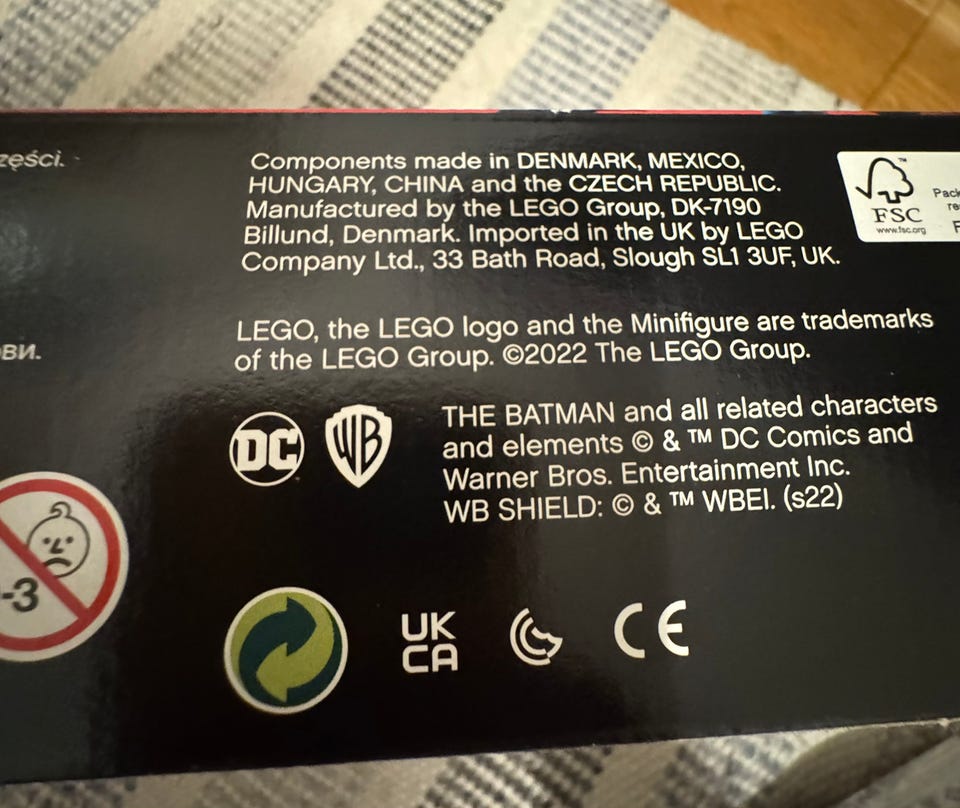 zęści.
Components made in DENMARK, MEXICO,
HUNGARY, CHINA and the CZECH REPUBLIC.
Manufactured by the LEGO Group, DK-7190
Billund, Denmark. Imported in the UK by LEGO
Company Ltd., 33 Bath Road, Slough SL1 3UF, UK.
FSC
www.fsc.org
ви.
LEGO, the LEGO logo and the Minifigure are trademarks
of the LEGO Group. ©2022 The LEGO Group.
DC
WB
THE BATMAN and all related characters
and elements © & ™ DC Comics and
Warner Bros. Entertainment Inc.
WB SHIELD: © & ™ WBEI. (s22)
-3
UK
CA
CE